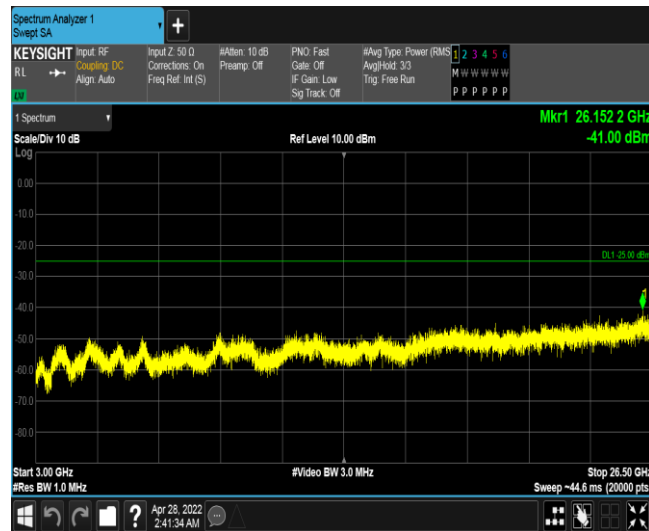 Spectrum Analyzer 1
Swept SA
+
KEYSIGHT
RL
LXI
Input: RF
Coupling: DC
Align: Auto
Input Z: 50 Ω
Corrections: On
Freq Ref: Int (S)
#Atten: 10 dB
Preamp: Off
PNO: Fast
Gate: Off
IF Gain: Low
Sig Track: Off
#Avg Type: Power (RMS
Avg|Hold: 3/3
Trig: Free Run
1 2 3 4 5 6
M W W W W W
P P P P P P
1 Spectrum
Mkr1 26.152 2 GHz
-41.00 dBm
Scale/Div 10 dB
Ref Level 10.00 dBm
Log
0.00
-10.0
-20.0
DL1 -25.00 dBm
-30.0
-40.0
-50.0
-60.0
-70.0
-80.0
Start 3.00 GHz
#Video BW 3.0 MHz
Stop 26.50 GHz
#Res BW 1.0 MHz
Sweep ~44.6 ms (20000 pts
?
Apr 28, 2022
2:41:34 AM